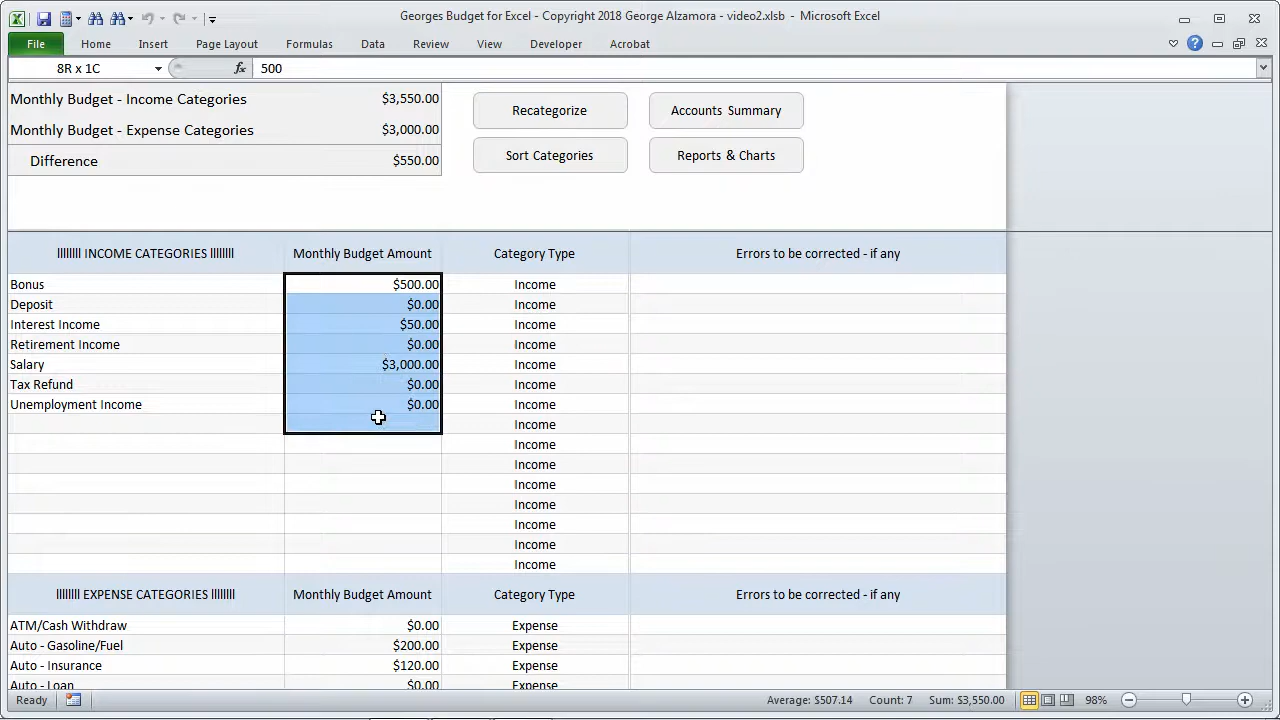 Georges Budget for Excel - Copyright 2018 George Alzamora - video2.xlsb - Microsoft Excel
File Home Insert Page Layout Formulas Data Review View Developer Acrobat
8R x 1C fx 500
Monthly Budget - Income Categories $3,550.00
Monthly Budget - Expense Categories $3,000.00
Difference $550.00
Recategorize Accounts Summary
Sort Categories Reports & Charts
llllllll INCOME CATEGORIES llllllll Monthly Budget Amount Category Type Errors to be corrected - if any
Bonus $500.00 Income
Deposit $0.00 Income
Interest Income $50.00 Income
Retirement Income $0.00 Income
Salary $3,000.00 Income
Tax Refund $0.00 Income
Unemployment Income $0.00 Income
Income
Income
Income
Income
Income
Income
Income
Income
llllllll EXPENSE CATEGORIES llllllll Monthly Budget Amount Category Type Errors to be corrected - if any
ATM/Cash Withdraw $0.00 Expense
Auto - Gasoline/Fuel $200.00 Expense
Auto - Insurance $120.00 Expense
Auto - Loan $0.00 Expense
Ready Average: $507.14 Count: 7 Sum: $3,550.00 98%